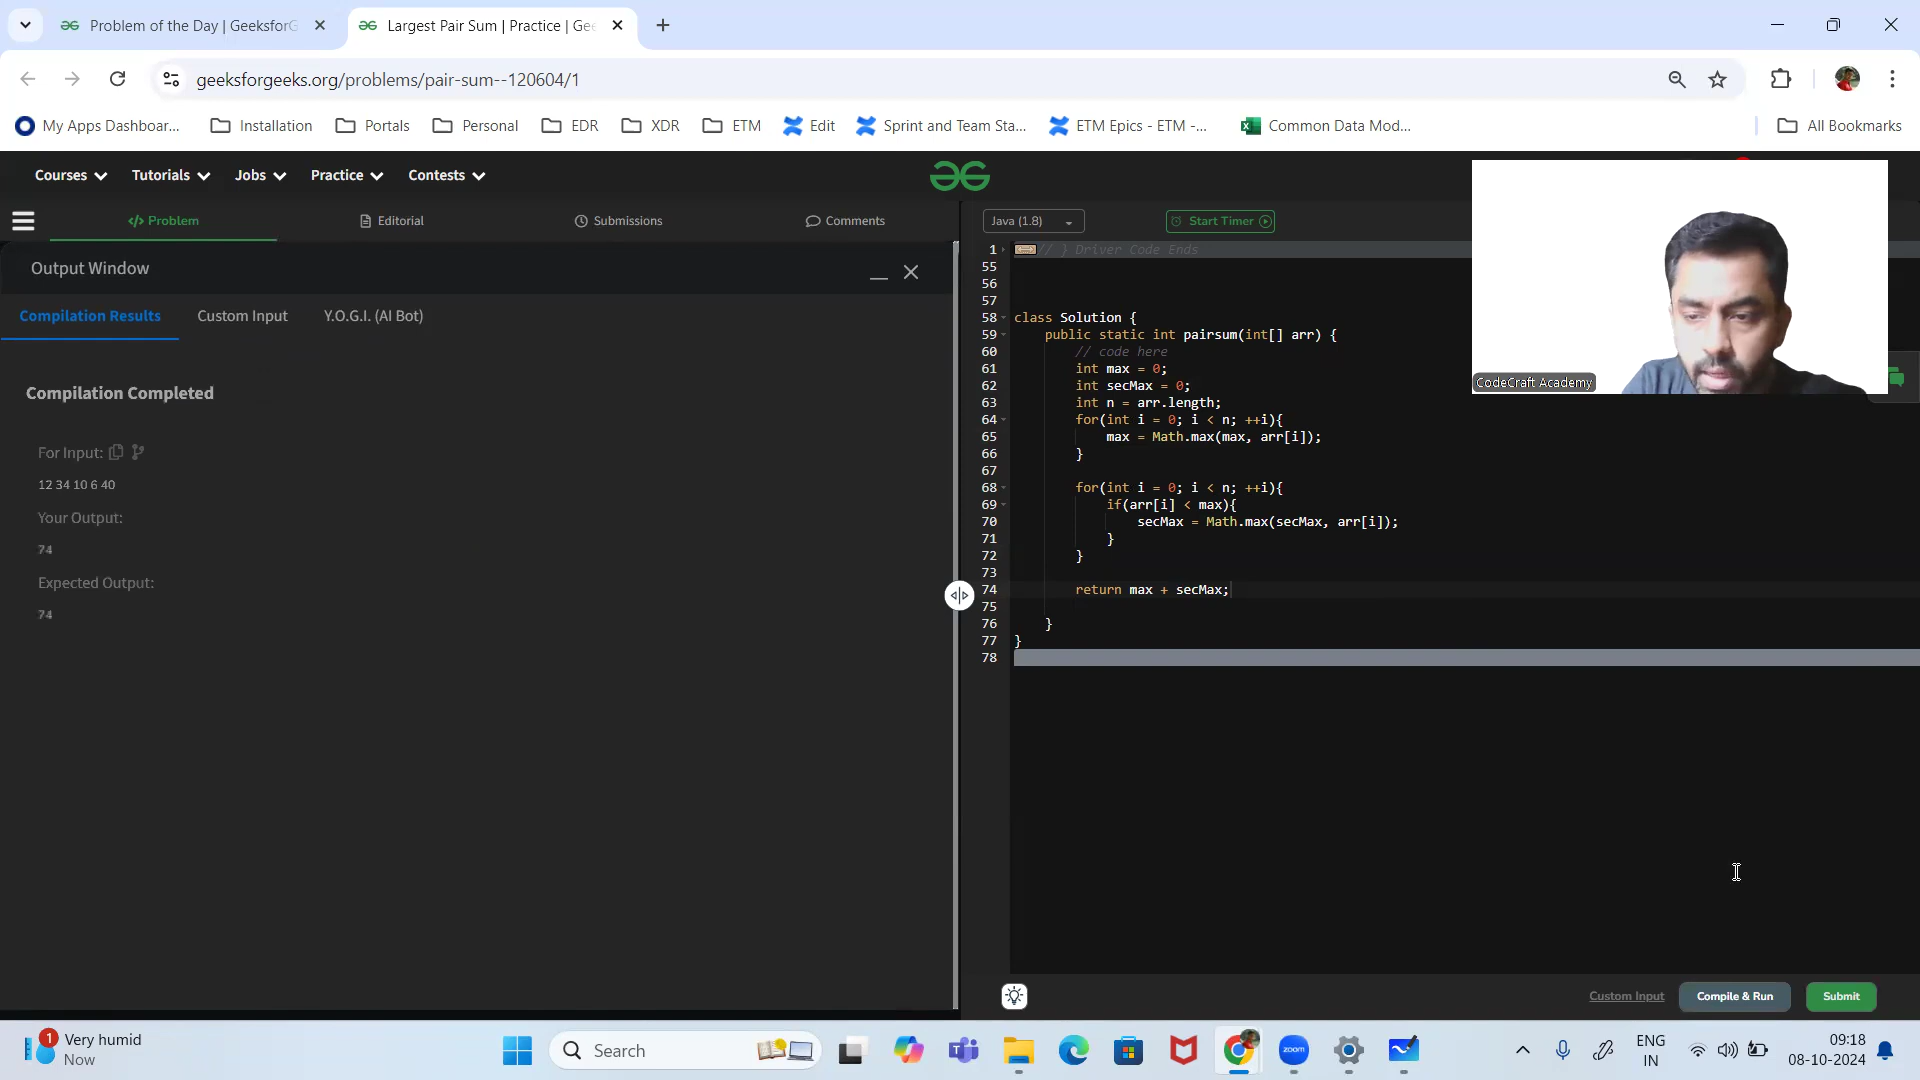 Problem of the Day | GeeksforG
Largest Pair Sum | Practice | Gee
geeksforgeeks.org/problems/pair-sum--120604/1
My Apps Dashboar...
Installation
Portals
Personal
EDR
XDR
ETM
Edit
Sprint and Team Sta...
ETM Epics - ETM -...
Common Data Mod...
All Bookmarks
Courses
Tutorials
Jobs
Practice
Contests
Problem
Editorial
Submissions
Comments
Java (1.8)
Start Timer
Output Window
Compilation Results
Custom Input
Y.O.G.I. (AI Bot)
Compilation Completed
For Input:
12 34 10 6 40
Your Output:
74
Expected Output:
74
1 // } Driver Code Ends
55
56
57
58 class Solution {
59 public static int pairsum(int[] arr) {
60 // code here
61 int max = 0;
62 int secMax = 0;
63 int n = arr.length;
64 for(int i = 0; i < n; ++i){
65 max = Math.max(max, arr[i]);
66 }
67
68 for(int i = 0; i < n; ++i){
69 if(arr[i] < max){
70 secMax = Math.max(secMax, arr[i]);
71 }
72 }
73
74 return max + secMax;
75
76 }
77 }
78
CodeCraft Academy
Custom Input
Compile & Run
Submit
1
Very humid
Now
Search
zoom
ENG
IN
09:18
08-10-2024